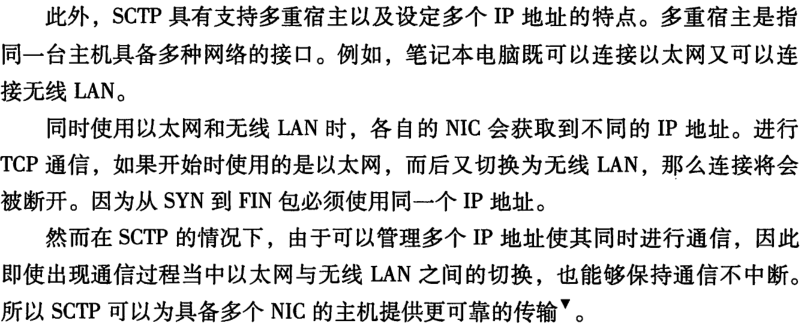 此外，SCTP 具有支持多重宿主以及设定多个 IP 地址的特点。多重宿主是指
同一台主机具备多种网络的接口。例如，笔记本电脑既可以连接以太网又可以连
接无线 LAN。
同时使用以太网和无线 LAN 时，各自的 NIC 会获取到不同的 IP 地址。进行
TCP 通信，如果开始时使用的是以太网，而后又切换为无线 LAN，那么连接将会
被断开。因为从 SYN 到 FIN 包必须使用同一个 IP 地址。
然而在 SCTP 的情况下，由于可以管理多个 IP 地址使其同时进行通信，因此
即使出现通信过程当中以太网与无线 LAN 之间的切换，也能够保持通信不中断。
所以 SCTP 可以为具备多个 NIC 的主机提供更可靠的传输▼。